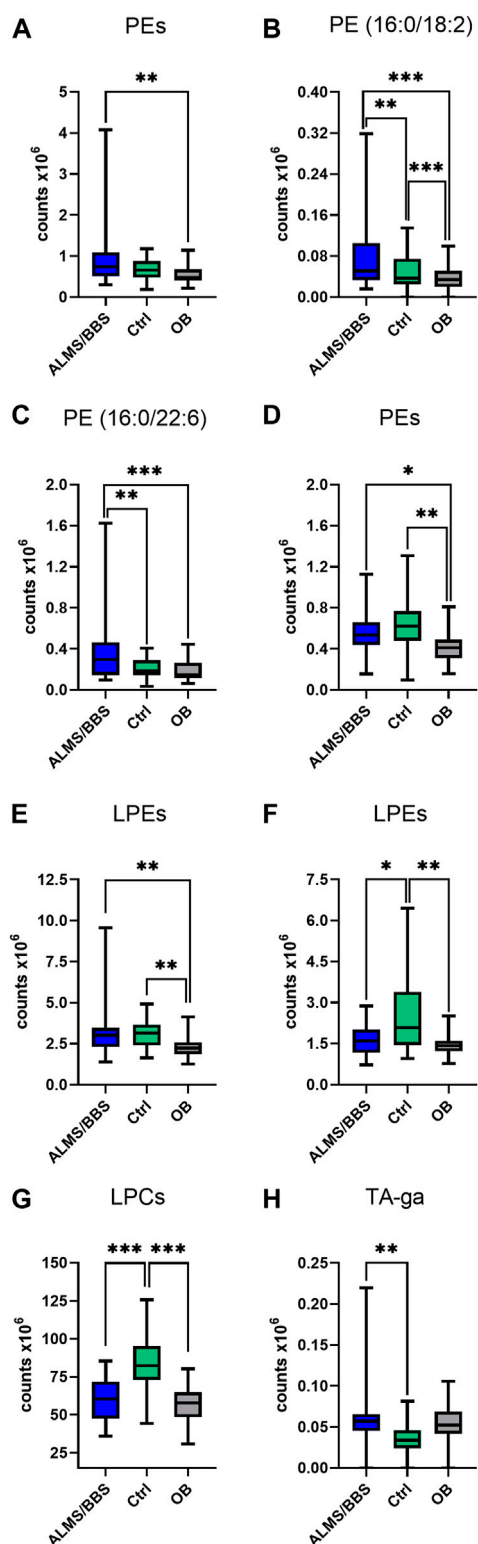 A
PEs
**
5
4
3
2
1
0
counts x10⁶
ALMS/BBS
Ctrl
OB
B
PE (16:0/18:2)
***
**
***
0.40
0.32
0.24
0.16
0.08
0.00
counts x10⁶
ALMS/BBS
Ctrl
OB
C
PE (16:0/22:6)
***
**
2.0
1.6
1.2
0.8
0.4
0.0
counts x10⁶
ALMS/BBS
Ctrl
OB
D
PEs
*
**
2.0
1.6
1.2
0.8
0.4
0.0
counts x10⁶
ALMS/BBS
Ctrl
OB
E
LPEs
**
**
12.5
10.0
7.5
5.0
2.5
0.0
counts x10⁶
ALMS/BBS
Ctrl
OB
F
LPEs
* **
7.5
6.0
4.5
3.0
1.5
0.0
counts x10⁶
ALMS/BBS
Ctrl
OB
G
LPCs
*** ***
150
125
100
75
50
25
counts x10⁶
ALMS/BBS
Ctrl
OB
H
TA-ga
**
0.25
0.20
0.15
0.10
0.05
0.00
counts x10⁶
ALMS/BBS
Ctrl
OB